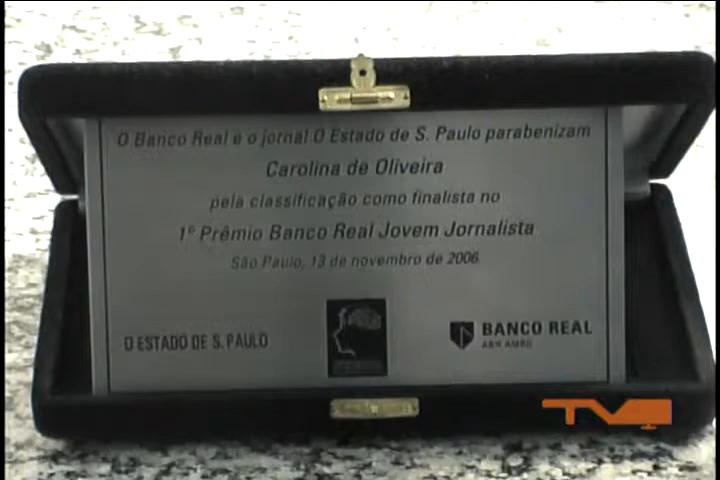 O Banco Real e o jornal O Estado de S. Paulo parabenizam
Carolina de Oliveira
pela classificação como finalista no
1º Prêmio Banco Real Jovem Jornalista
São Paulo, 13 de novembro de 2006.
O ESTADO DE S. PAULO
BANCO REAL
ABN AMRO
TV